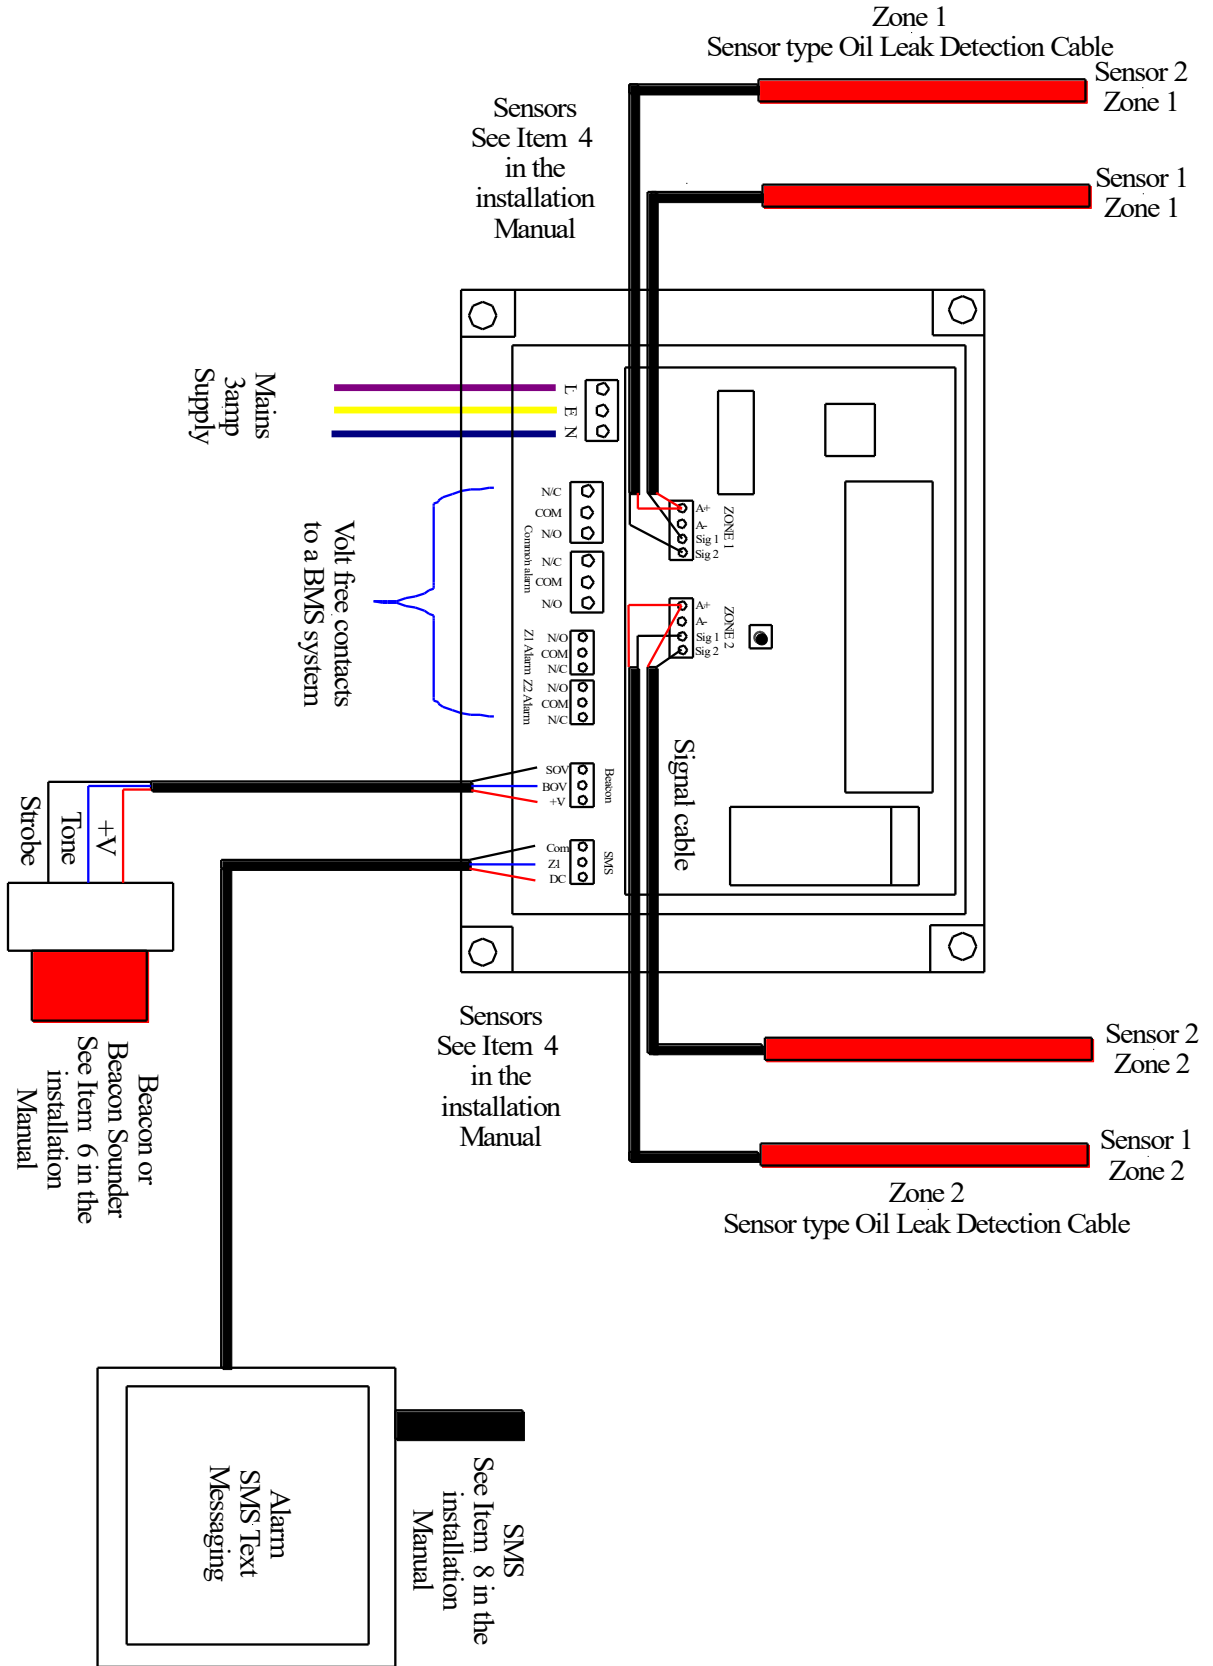 Zone 1
Sensor type Oil Leak Detection Cable
Sensor 2
Zone 1
Sensors
See Item 4
in the
installation
Manual
Sensor 1
Zone 1
Mains
3amp
Supply
L
E
N
N/C
COM
N/O
Common alarm
N/C
COM
N/O
Z1 Alarm
N/O
COM
N/C
Z2 Alarm
N/O
COM
N/C
Volt free contacts
to a BMS system
ZONE 1
A+
A-
Sig 1
Sig 2
ZONE 2
A+
A-
Sig 1
Sig 2
Signal cable
Beacon
SOV
BOV
+V
SMS
Com
Z1
DC
+V
Tone
Strobe
Beacon or
Beacon Sounder
See Item 6 in the
installation
Manual
Sensors
See Item 4
in the
installation
Manual
Sensor 2
Zone 2
Sensor 1
Zone 2
Zone 2
Sensor type Oil Leak Detection Cable
Alarm
SMS Text
Messaging
SMS
See Item 8 in the
installation
Manual